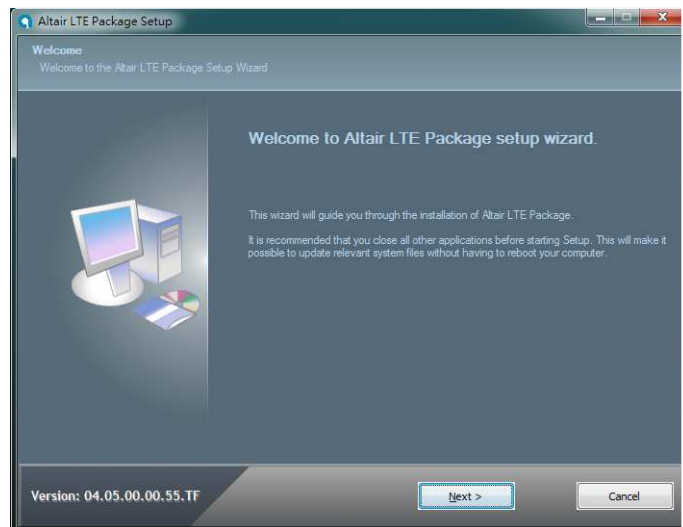 Altair LTE Package Setup
Welcome
Welcome to the Altair LTE Package Setup Wizard
Welcome to Altair LTE Package setup wizard.
This wizard will guide you through the installation of Altair LTE Package.
It is recommended that you close all other applications before starting Setup. This will make it
possible to update relevant system files without having to reboot your computer.
Version: 04.05.00.00.55.TF
Next >
Cancel